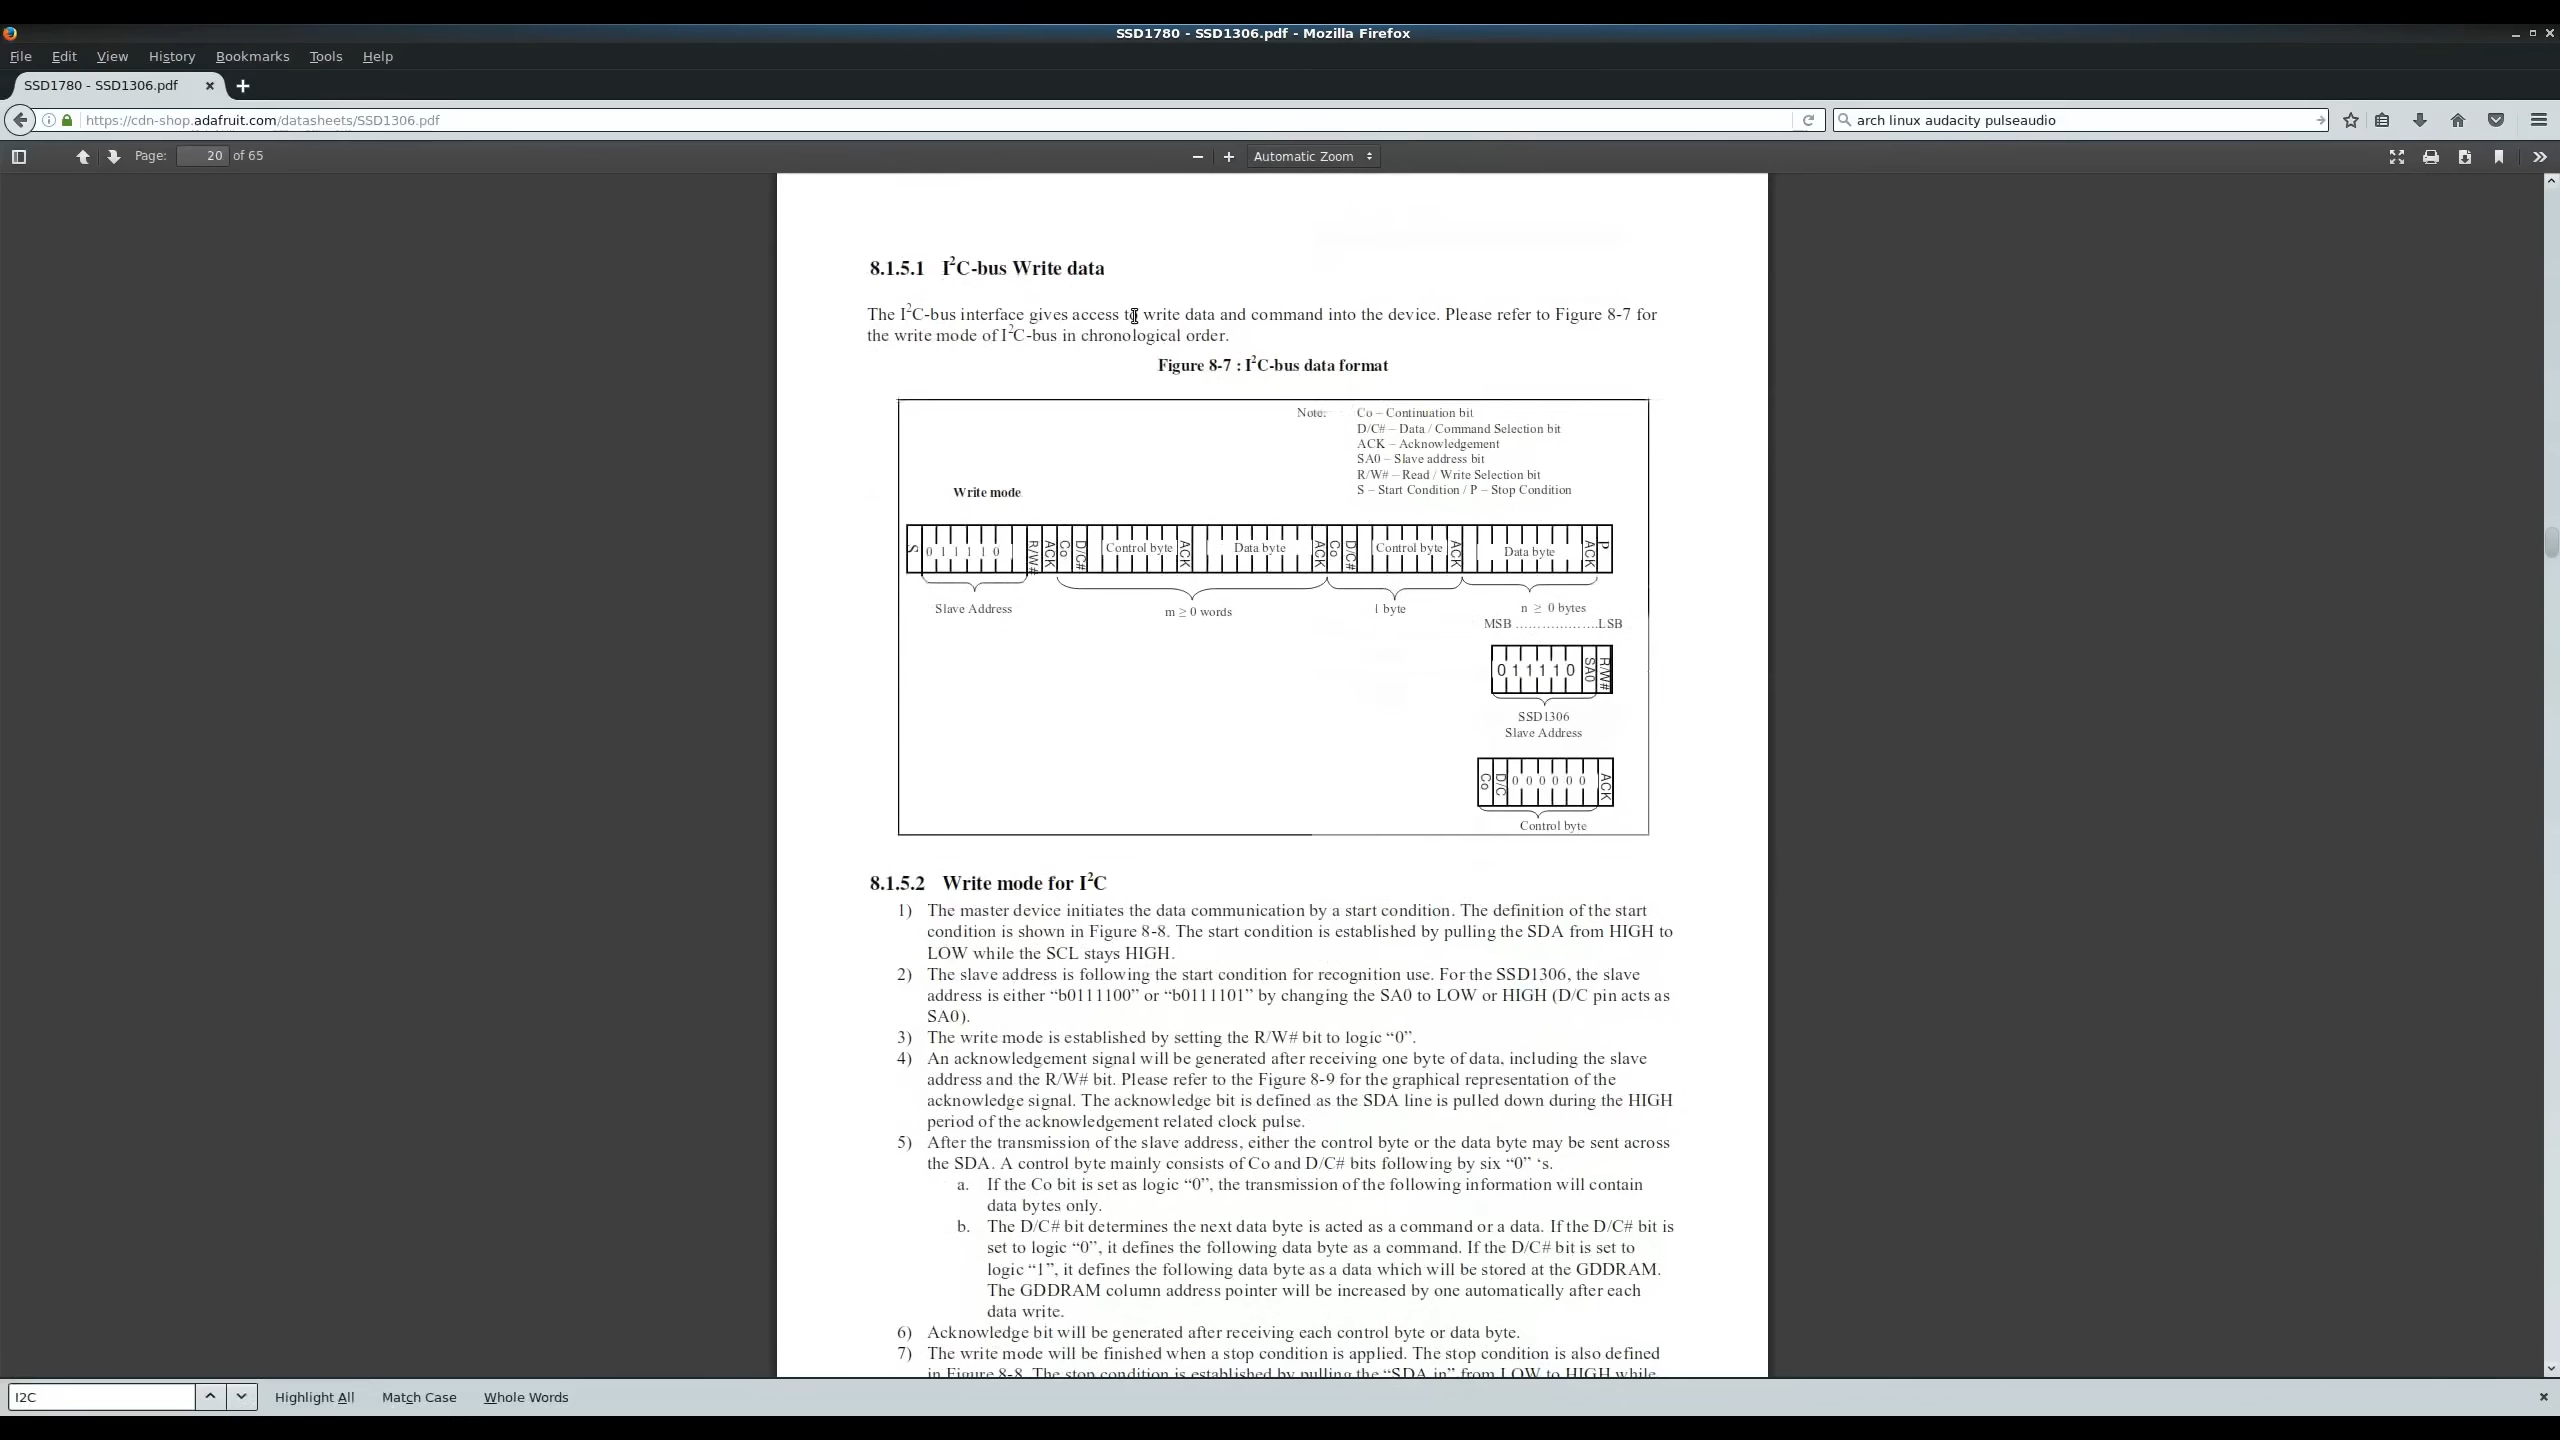 SSD1780 - SSD1306.pdf - Mozilla Firefox
File Edit View History Bookmarks Tools Help
SSD1780 - SSD1306.pdf
https://cdn-shop.adafruit.com/datasheets/SSD1306.pdf
arch linux audacity pulseaudio
Page: 20 of 65
Automatic Zoom
8.1.5.1 I2C-bus Write data
The I2C-bus interface gives access to write data and command into the device. Please refer to Figure 8-7 for
the write mode of I2C-bus in chronological order.
Figure 8-7 : I2C-bus data format
Note: Co – Continuation bit
D/C# – Data / Command Selection bit
ACK – Acknowledgement
SA0 – Slave address bit
R/W# – Read / Write Selection bit
S – Start Condition / P – Stop Condition
Write mode
S 0 1 1 1 1 0 R/W# ACK Co D/C# Control byte ACK Data byte ACK Co D/C# Control byte ACK Data byte ACK P
Slave Address m ≥ 0 words 1 byte n ≥ 0 bytes
MSB ……………….LSB
0 1 1 1 1 0 SA0 R/W#
SSD1306
Slave Address
Co D/C 0 0 0 0 0 0 ACK
Control byte
8.1.5.2 Write mode for I2C
1) The master device initiates the data communication by a start condition. The definition of the start
condition is shown in Figure 8-8. The start condition is established by pulling the SDA from HIGH to
LOW while the SCL stays HIGH.
2) The slave address is following the start condition for recognition use. For the SSD1306, the slave
address is either “b0111100” or “b0111101” by changing the SA0 to LOW or HIGH (D/C pin acts as
SA0).
3) The write mode is established by setting the R/W# bit to logic “0”.
4) An acknowledgement signal will be generated after receiving one byte of data, including the slave
address and the R/W# bit. Please refer to the Figure 8-9 for the graphical representation of the
acknowledge signal. The acknowledge bit is defined as the SDA line is pulled down during the HIGH
period of the acknowledgement related clock pulse.
5) After the transmission of the slave address, either the control byte or the data byte may be sent across
the SDA. A control byte mainly consists of Co and D/C# bits following by six “0” ‘s.
a. If the Co bit is set as logic “0”, the transmission of the following information will contain
data bytes only.
b. The D/C# bit determines the next data byte is acted as a command or a data. If the D/C# bit is
set to logic “0”, it defines the following data byte as a command. If the D/C# bit is set to
logic “1”, it defines the following data byte as a data which will be stored at the GDDRAM.
The GDDRAM column address pointer will be increased by one automatically after each
data write.
6) Acknowledge bit will be generated after receiving each control byte or data byte.
7) The write mode will be finished when a stop condition is applied. The stop condition is also defined
in Figure 8-8. The stop condition is established by pulling the “SDA in” from LOW to HIGH while
I2C Highlight All Match Case Whole Words